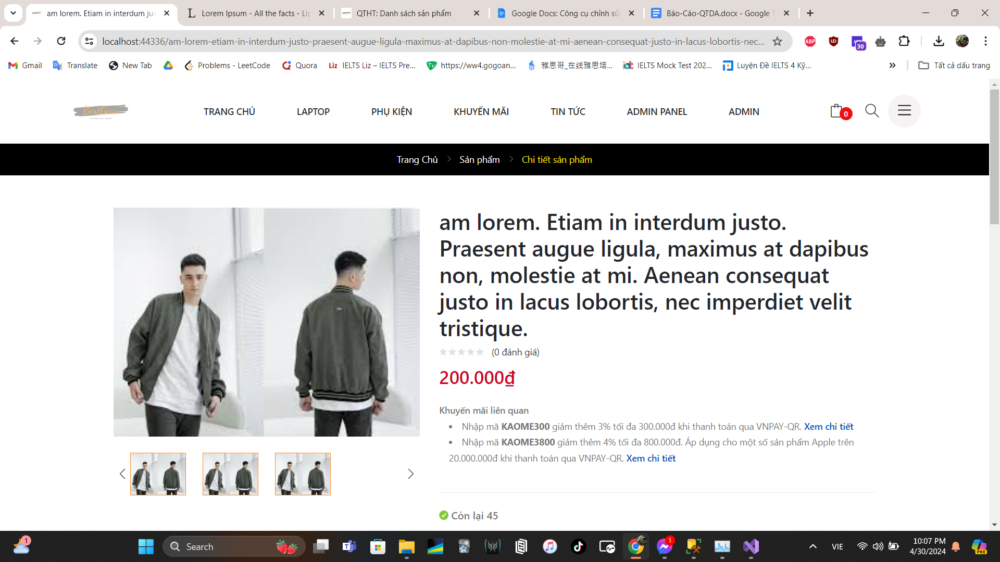 am lorem. Etiam in interdum jus
Lorem Ipsum - All the facts - Lip
QTHT: Danh sách sản phẩm
Google Docs: Công cụ chỉnh sử
Báo-Cáo-QTDA.docx - Google T
localhost:44336/am-lorem-etiam-in-interdum-justo-praesent-augue-ligula-maximus-at-dapibus-non-molestie-at-mi-aenean-consequat-justo-in-lacus-lobortis-nec...
ABP
30
Gmail
Translate
New Tab
Problems - LeetCode
Quora
Liz IELTS Liz – IELTS Pre...
https://ww4.gogoan...
雅思哥_在线雅思培...
IELTS Mock Test 202...
Luyện Đề IELTS 4 Kỹ...
Tất cả dấu trang
BestGear
TECHNICAL SHOP
TRANG CHỦ
LAPTOP
PHỤ KIỆN
KHUYẾN MÃI
TIN TỨC
ADMIN PANEL
ADMIN
0
Trang Chủ > Sản phẩm > Chi tiết sản phẩm
am lorem. Etiam in interdum justo.
Praesent augue ligula, maximus at dapibus
non, molestie at mi. Aenean consequat
justo in lacus lobortis, nec imperdiet velit
tristique.
(0 đánh giá)
200.000₫
Khuyến mãi liên quan
• Nhập mã KAOME300 giảm thêm 3% tối đa 300.000đ khi thanh toán qua VNPAY-QR. Xem chi tiết
• Nhập mã KAOME3800 giảm thêm 4% tối đa 800.000đ. Áp dụng cho một số sản phẩm Apple trên
20.000.000đ khi thanh toán qua VNPAY-QR. Xem chi tiết
Còn lại 45
1
Search
1
VIE
10:07 PM
4/30/2024
PRE